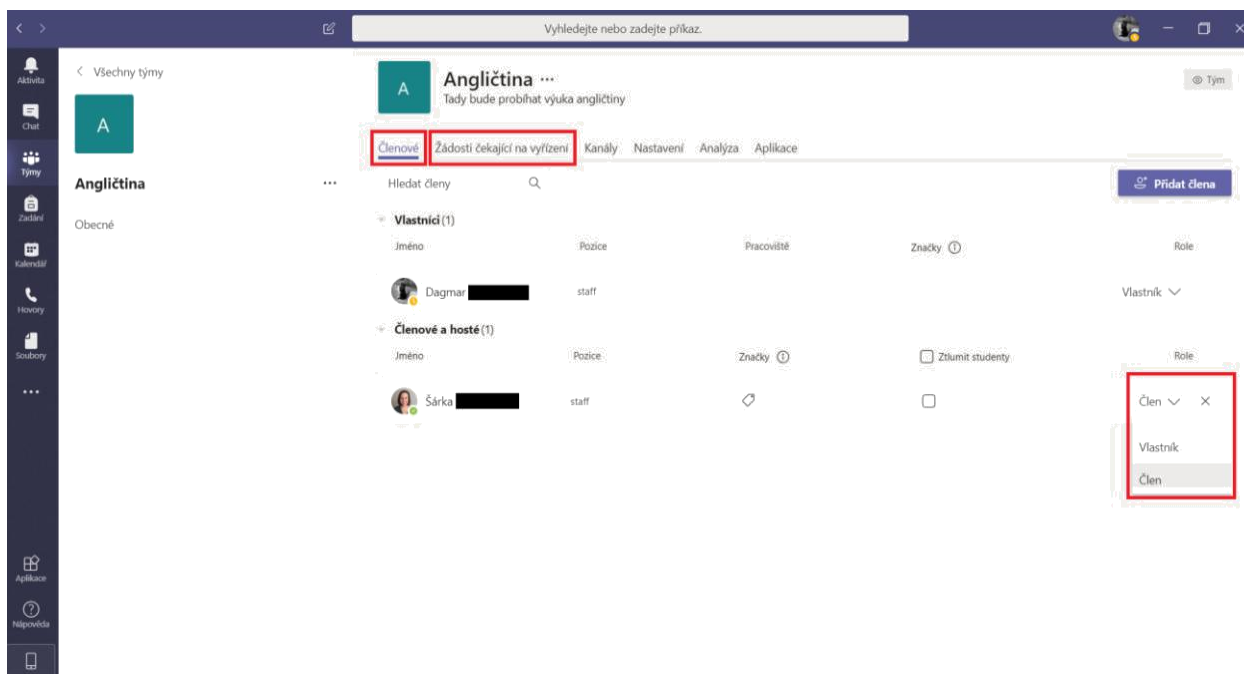 Vyhledejte nebo zadejte příkaz.
Aktivita
Chat
Týmy
Zadání
Kalendář
Hovory
Soubory
Aplikace
Nápověda
Všechny týmy
A
Angličtina
Obecné
A
Angličtina
Tady bude probíhat výuka angličtiny
Tým
Členové Žádosti čekající na vyřízení Kanály Nastavení Analýza Aplikace
Hledat členy
Přidat člena
Vlastníci (1)
Jméno Pozice Pracoviště Značky Role
Dagmar staff Vlastník
Členové a hosté (1)
Jméno Pozice Značky Ztlumit studenty Role
Šárka staff Člen
Vlastník
Člen